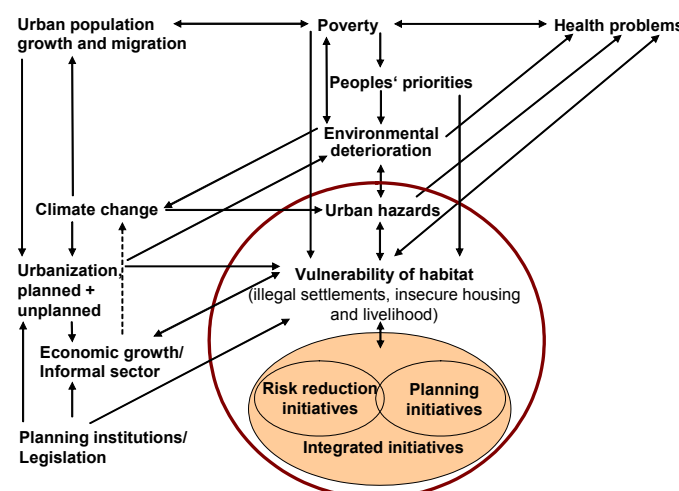 Urban population
growth and migration
Poverty
Health problems
Peoples‘ priorities
Environmental
deterioration
Climate change
Urban hazards
Urbanization,
planned +
unplanned
Vulnerability of habitat
(illegal settlements, insecure housing
and livelihood)
Economic growth/
Informal sector
Risk reduction
initiatives
Planning
initiatives
Integrated initiatives
Planning institutions/
Legislation